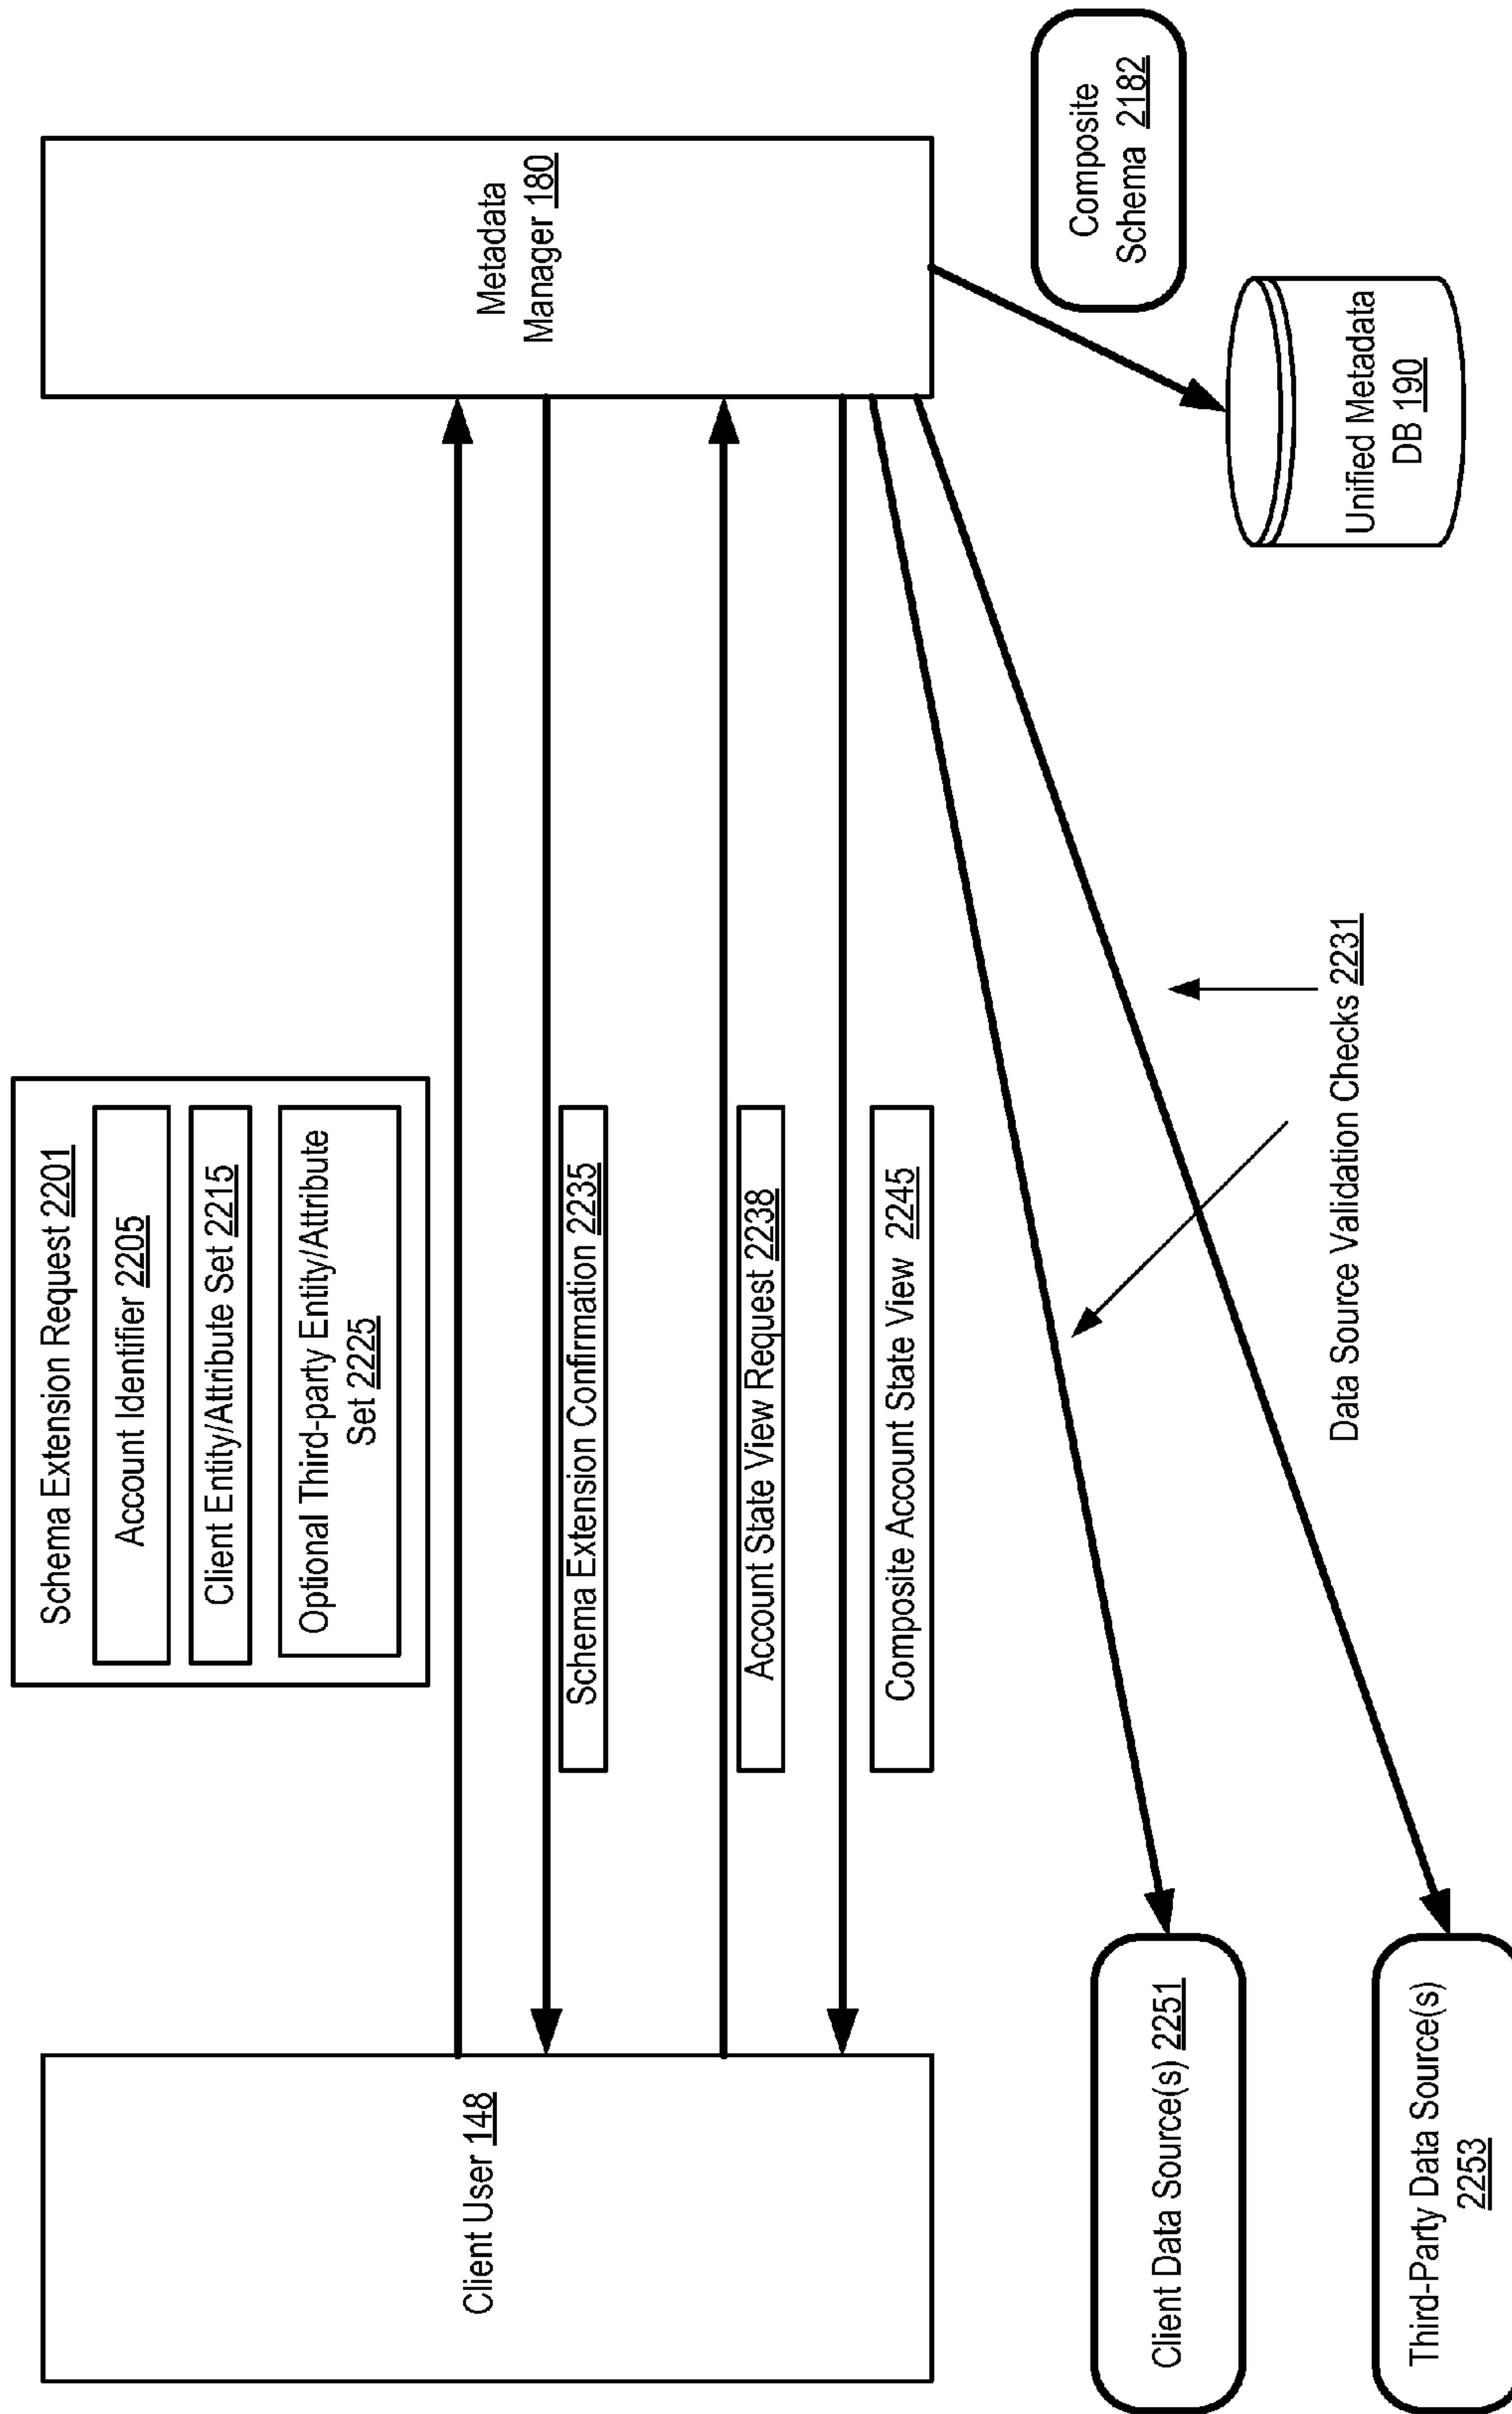 Schema Extension Request 2201
Account Identifier 2205
Client Entity/Attribute Set 2215
Optional Third-party Entity/Attribute
Set 2225
Client User 148
Metadata
Manager 180
Schema Extension Confirmation 2235
Account State View Request 2238
Composite Account State View 2245
Composite
Schema 2182
Client Data Source(s) 2251
Data Source Validation Checks 2231
Unified Metadata
DB 190
Third-Party Data Source(s)
2253